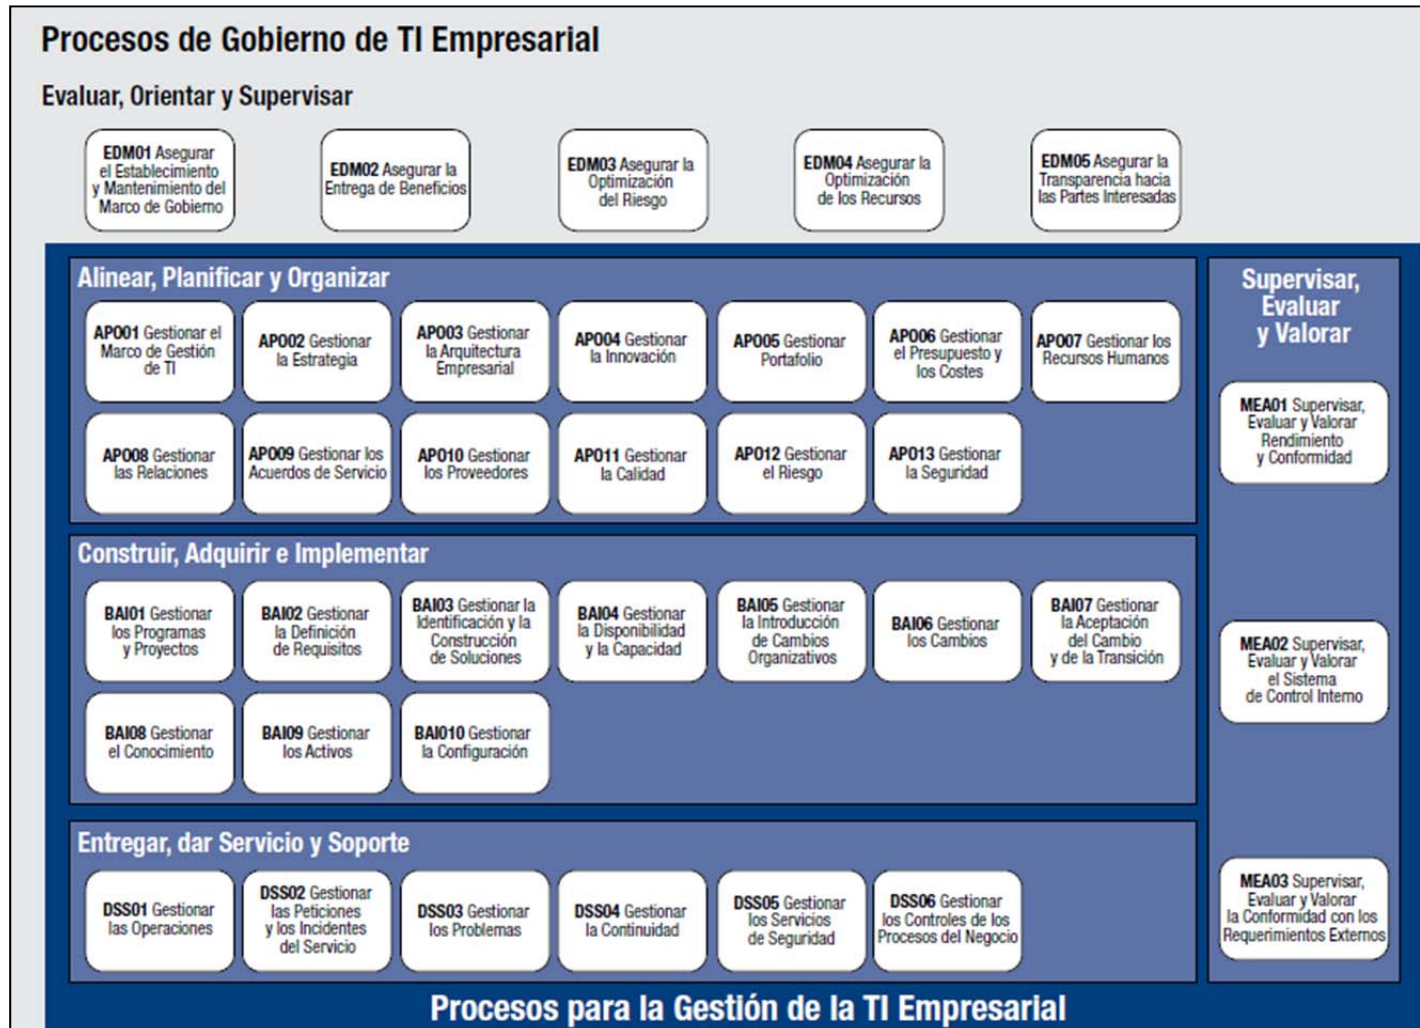 Procesos de Gobierno de TI Empresarial
Evaluar, Orientar y Supervisar
EDM01 Asegurar
el Establecimiento
y Mantenimiento del
Marco de Gobierno
EDM02 Asegurar la
Entrega de Beneficios
EDM03 Asegurar la
Optimización
del Riesgo
EDM04 Asegurar la
Optimización
de los Recursos
EDM05 Asegurar la
Transparencia hacia
las Partes Interesadas
Alinear, Planificar y Organizar
APO01 Gestionar el
Marco de Gestión
de TI
APO02 Gestionar
la Estrategia
APO03 Gestionar
la Arquitectura
Empresarial
APO04 Gestionar
la Innovación
APO05 Gestionar
Portafolio
APO06 Gestionar
el Presupuesto y
los Costes
APO07 Gestionar los
Recursos Humanos
APO08 Gestionar
las Relaciones
APO09 Gestionar los
Acuerdos de Servicio
APO10 Gestionar
los Proveedores
APO11 Gestionar
la Calidad
APO12 Gestionar
el Riesgo
APO13 Gestionar
la Seguridad
Construir, Adquirir e Implementar
BAI01 Gestionar
los Programas
y Proyectos
BAI02 Gestionar
la Definición
de Requisitos
BAI03 Gestionar la
Identificación y la
Construcción
de Soluciones
BAI04 Gestionar
la Disponibilidad
y la Capacidad
BAI05 Gestionar
la Introducción
de Cambios
Organizativos
BAI06 Gestionar
los Cambios
BAI07 Gestionar
la Aceptación
del Cambio
y de la Transición
BAI08 Gestionar
el Conocimiento
BAI09 Gestionar
los Activos
BAI010 Gestionar
la Configuración
Entregar, dar Servicio y Soporte
DSS01 Gestionar
las Operaciones
DSS02 Gestionar
las Peticiones
y los Incidentes
del Servicio
DSS03 Gestionar
los Problemas
DSS04 Gestionar
la Continuidad
DSS05 Gestionar
los Servicios
de Seguridad
DSS06 Gestionar
los Controles de los
Procesos del Negocio
Supervisar,
Evaluar
y Valorar
MEA01 Supervisar,
Evaluar y Valorar
Rendimiento
y Conformidad
MEA02 Supervisar,
Evaluar y Valorar
el Sistema
de Control Interno
MEA03 Supervisar,
Evaluar y Valorar
la Conformidad con los
Requerimientos Externos
Procesos para la Gestión de la TI Empresarial